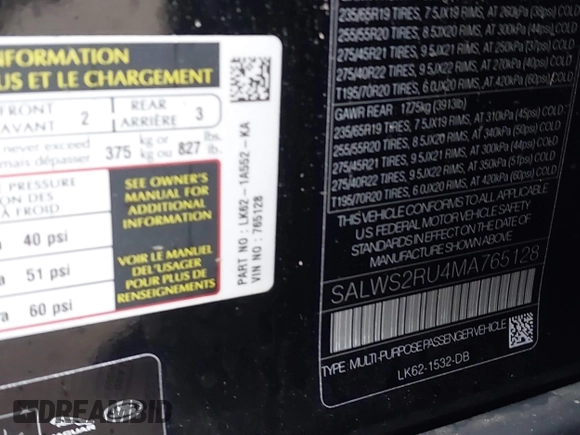 INFORMATION
US ET LE CHARGEMENT
FRONT
AVANT
2
REAR
ARRIÈRE
3
never exceed
mais dépasser
375 kg or kg ou 827 lbs. lb.
PRESSURE
ION DES
À FROID
40 psi
51 psi
60 psi
SEE OWNER'S
MANUAL FOR
ADDITIONAL
INFORMATION
VOIR LE MANUEL
DEL'USAGER
POUR PLUS DE
RENSEIGNEMENTS
PART NO : LK62-1A552-KA
VIN NO : 765128
235/65R19 TIRES, 7.5JX19 RIMS, AT 260kPa (38psi) COLD
255/55R20 TIRES, 8.5JX20 RIMS, AT 300kPa (44psi) COLD
275/45R21 TIRES, 9.5JX21 RIMS, AT 250kPa (37psi) COLD
275/40R22 TIRES, 9.5JX22 RIMS, AT 270kPa (40psi) COLD
T195/70R20 TIRES, 6.0JX20 RIMS, AT 420kPa (60psi) COLD
GAWR REAR 1775kg (3913lb)
235/65R19 TIRES, 7.5JX19 RIMS, AT 310kPa (45psi) COLD
255/55R20 TIRES, 8.5JX20 RIMS, AT 340kPa (50psi) COLD
275/45R21 TIRES, 9.5JX21 RIMS, AT 300kPa (44psi) COLD
275/40R22 TIRES, 9.5JX22 RIMS, AT 350kPa (51psi) COLD
T195/70R20 TIRES, 6.0JX20 RIMS, AT 420kPa (60psi) COLD
THIS VEHICLE CONFORMS TO ALL APPLICABLE
U.S. FEDERAL MOTOR VEHICLE SAFETY
STANDARDS IN EFFECT ON THE DATE OF
MANUFACTURE SHOWN ABOVE.
SALWS2RU4MA765128
TYPE: MULTI-PURPOSE PASSENGER VEHICLE
LK62-1532-DB
DREAMBID
JAGUAR